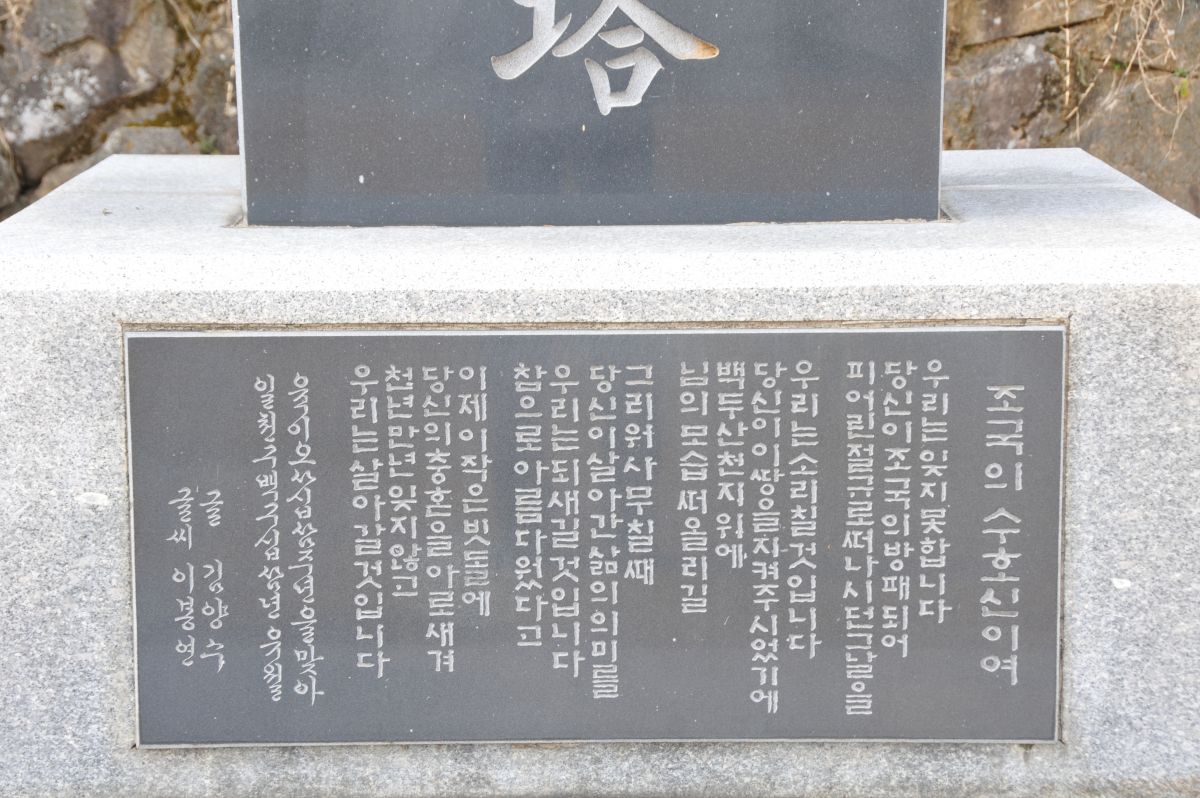 塔
조국의 수호신이여
우리는 잊지 못합니다
당신이 조국의 방패되어
피어린 절규로 떠나시던 그날을
우리는 소리칠 것입니다
당신이 이 땅을 지켜주시었기에
백두산 천지 위에
님의 모습 떠올리길
그리워 사무칠 때
당신이 살아간 삶의 의미를
우리는 되새길 것입니다
참으로 아름다웠다고
이제 이 작은 빗돌에
당신의 충혼을 아로새겨
천년만년 잊지 않고
우리는 살아갈 것입니다
육이오 사십삼주년을 맞아
일천구백구십삼년 유월
글 김양수
글씨 이봉연